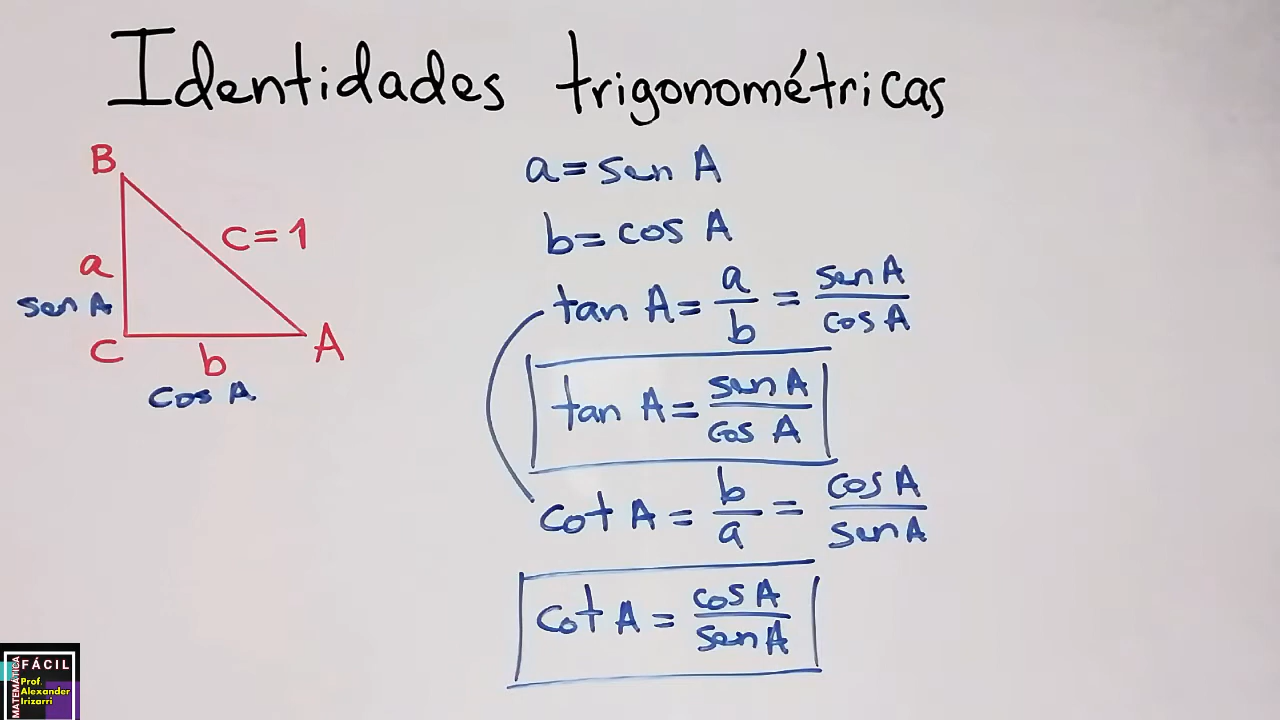 Identidades trigonométricas
B
c = 1
a
sen A
C
b
A
cos A
a = sen A
b = cos A
tan A = a/b = sen A/cos A
tan A = sen A/cos A
cot A = b/a = cos A/sen A
cot A = cos A/sen A
MATEMÁTICA
FÁCIL
Prof.
Alexander
Irizarri